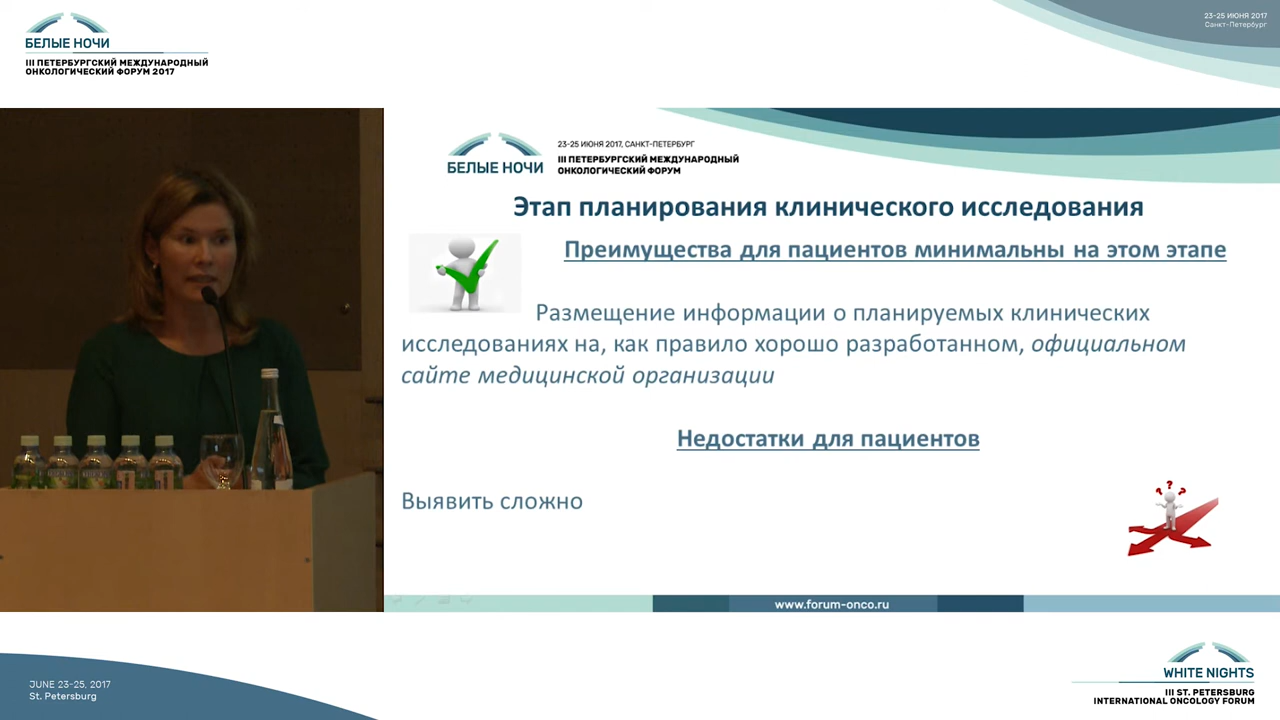 БЕЛЫЕ НОЧИ
III ПЕТЕРБУРГСКИЙ МЕЖДУНАРОДНЫЙ
ОНКОЛОГИЧЕСКИЙ ФОРУМ 2017
23-25 ИЮНЯ 2017
Санкт-Петербург
БЕЛЫЕ НОЧИ
23-25 ИЮНЯ 2017, САНКТ-ПЕТЕРБУРГ
III ПЕТЕРБУРГСКИЙ МЕЖДУНАРОДНЫЙ
ОНКОЛОГИЧЕСКИЙ ФОРУМ
Этап планирования клинического исследования
Преимущества для пациентов минимальны на этом этапе
Размещение информации о планируемых клинических
исследованиях на, как правило хорошо разработанном, официальном
сайте медицинской организации
Недостатки для пациентов
Выявить сложно
? ? ?
www.forum-onco.ru
JUNE 23-25, 2017
St. Petersburg
WHITE NIGHTS
III ST. PETERSBURG
INTERNATIONAL ONCOLOGY FORUM